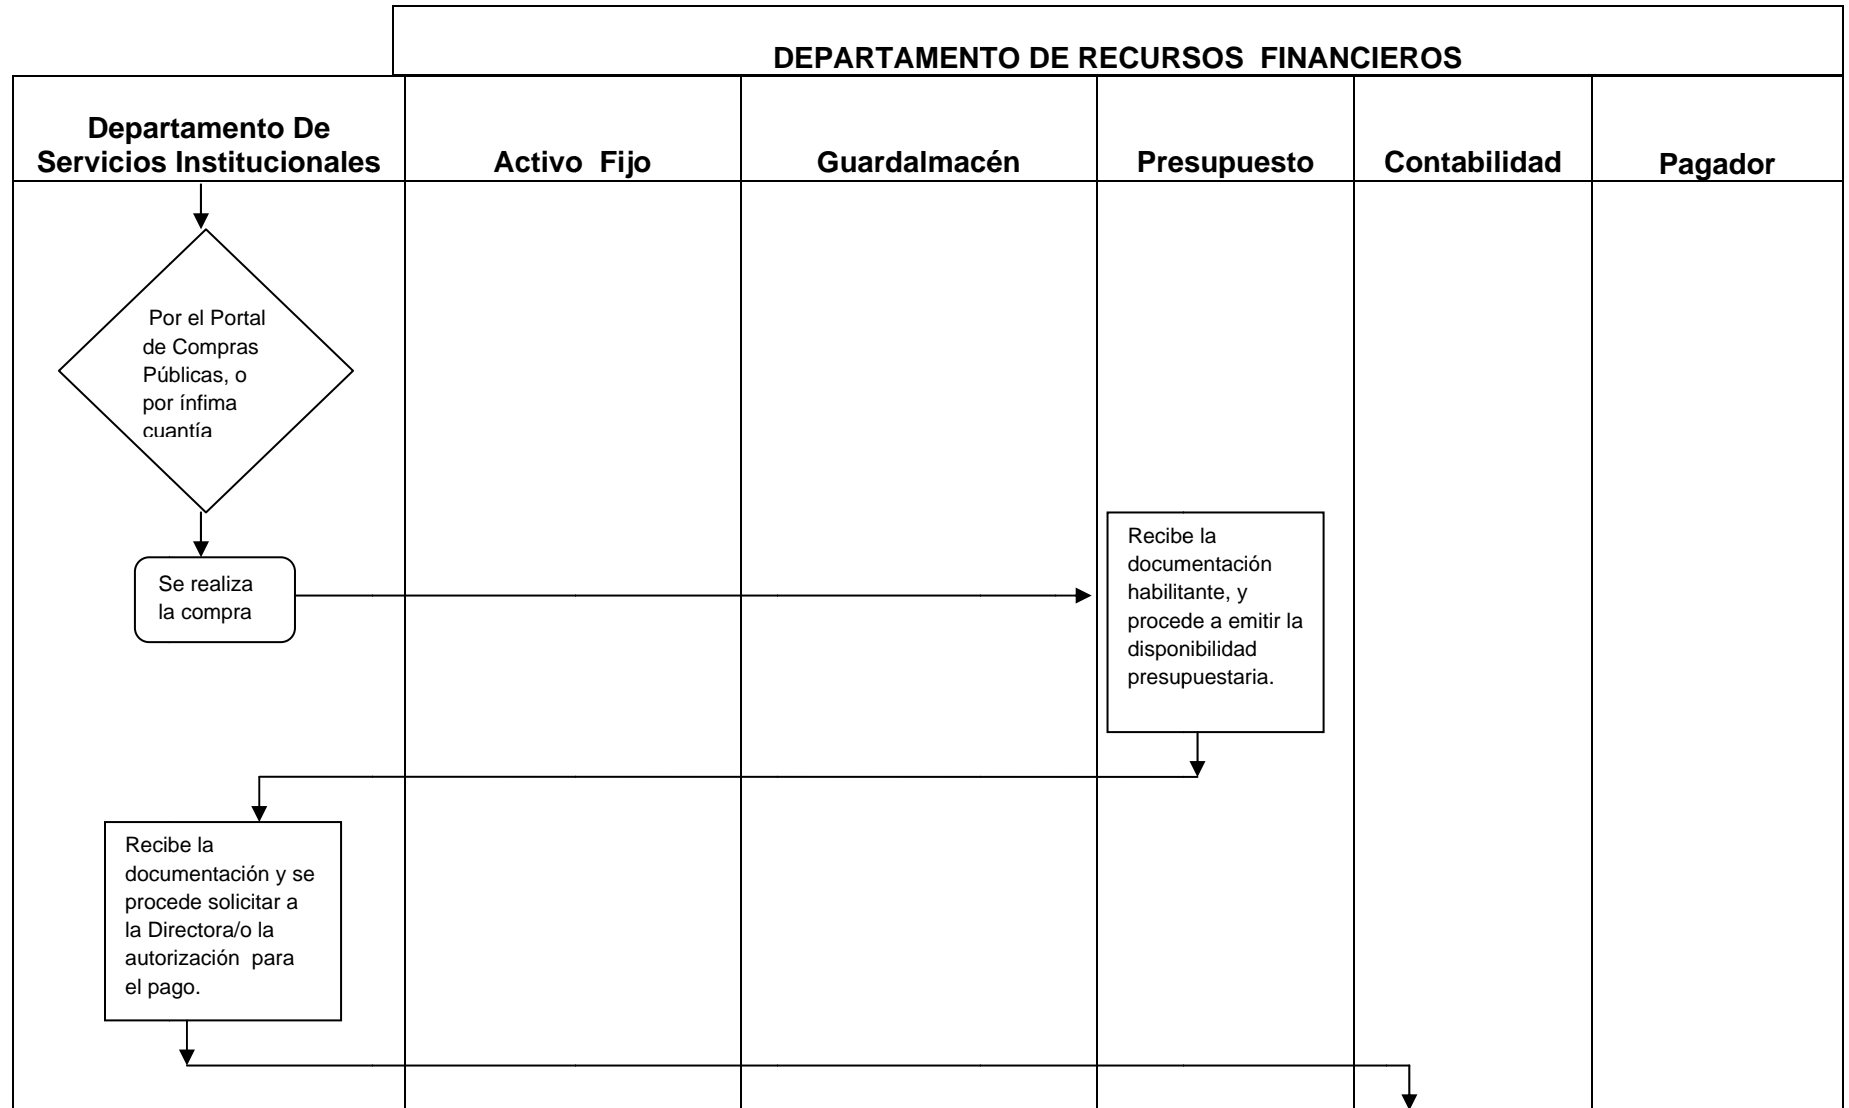 DEPARTAMENTO DE RECURSOS  FINANCIEROS
Departamento De
Servicios Institucionales
Activo  Fijo
Guardalmacén
Presupuesto
Contabilidad
Pagador
Por el Portal
de Compras
Públicas, o
por ínfima
cuantía
Se realiza
la compra
Recibe la
documentación
habilitante, y
procede a emitir la
disponibilidad
presupuestaria.
Recibe la
documentación y se
procede solicitar a
la Directora/o la
autorización  para
el pago.